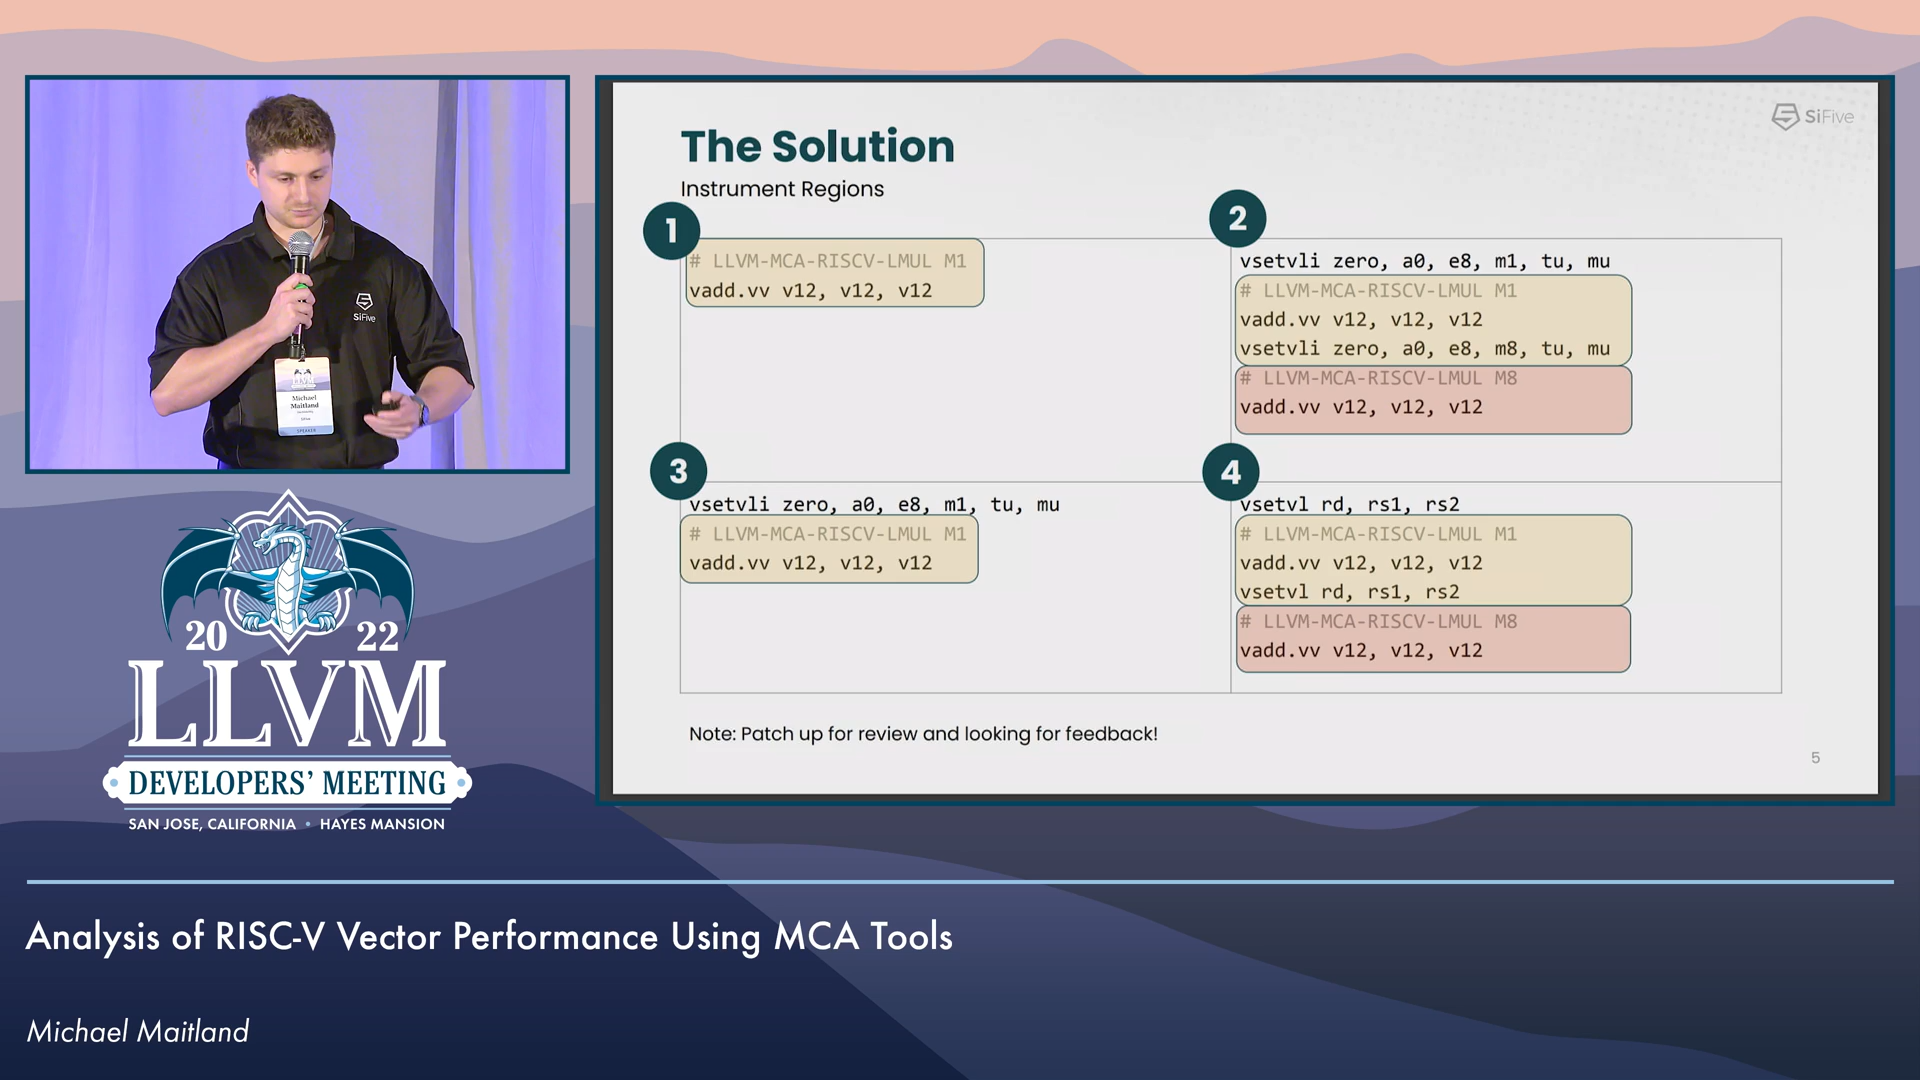 SiFive
LLVM
Michael
Maitland
SPEAKER
SiFive
The Solution
Instrument Regions
1
# LLVM-MCA-RISCV-LMUL M1
vadd.vv v12, v12, v12
2
vsetvli zero, a0, e8, m1, tu, mu
# LLVM-MCA-RISCV-LMUL M1
vadd.vv v12, v12, v12
vsetvli zero, a0, e8, m8, tu, mu
# LLVM-MCA-RISCV-LMUL M8
vadd.vv v12, v12, v12
3
vsetvli zero, a0, e8, m1, tu, mu
# LLVM-MCA-RISCV-LMUL M1
vadd.vv v12, v12, v12
4
vsetvl rd, rs1, rs2
# LLVM-MCA-RISCV-LMUL M1
vadd.vv v12, v12, v12
vsetvl rd, rs1, rs2
# LLVM-MCA-RISCV-LMUL M8
vadd.vv v12, v12, v12
Note: Patch up for review and looking for feedback!
5
20 22
LLVM
DEVELOPERS' MEETING
SAN JOSE, CALIFORNIA • HAYES MANSION
Analysis of RISC-V Vector Performance Using MCA Tools
Michael Maitland